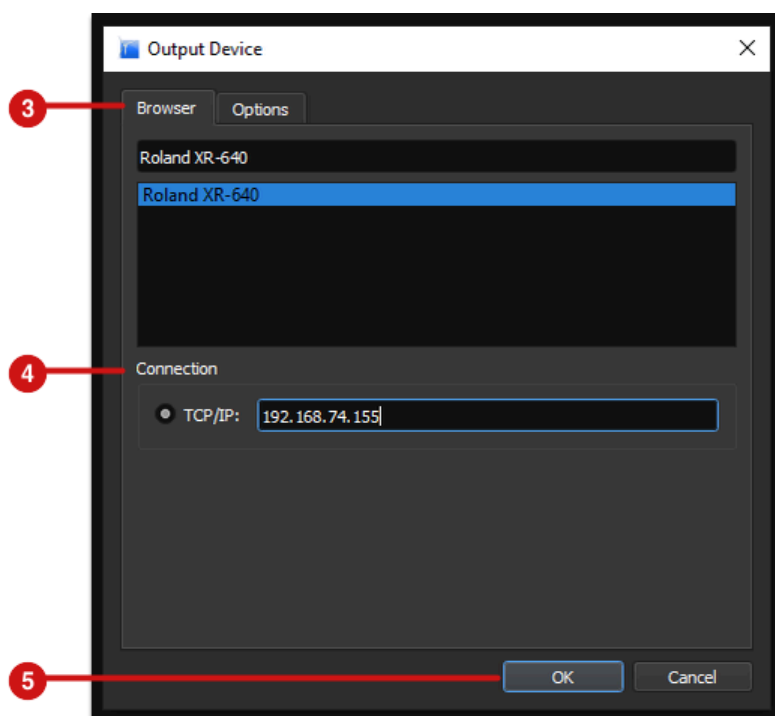 Output Device
3
Browser Options
Roland XR-640
Roland XR-640
4
Connection
TCP/IP: 192.168.74.155
5
OK Cancel